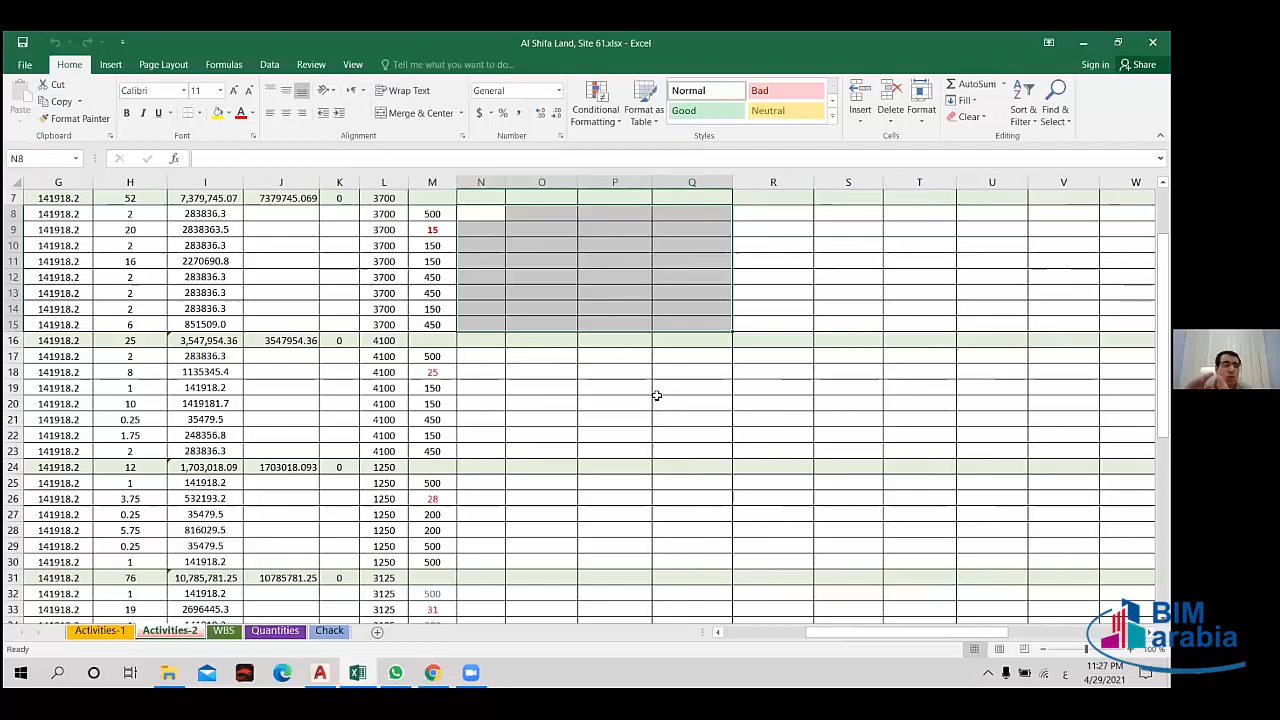 Al Shifa Land, Site 61.xlsx - Excel
File Home Insert Page Layout Formulas Data Review View Tell me what you want to do... Sign in Share
Cut Calibri 11 Wrap Text General Normal Bad AutoSum
Paste Copy Conditional Formatting Format as Table Insert Delete Format Fill Sort & Filter Find & Select
Format Painter B I U A Merge & Center $ % , Good Neutral Clear
Clipboard Font Alignment Number Styles Cells Editing
N8 fx
G H I J K L M N O P Q R S T U V W
7 141918.2 52 7,379,745.07 7379745.069 0 3700
8 141918.2 2 283836.3 3700 500
9 141918.2 20 2838363.5 3700 15
10 141918.2 2 283836.3 3700 150
11 141918.2 16 2270690.8 3700 150
12 141918.2 2 283836.3 3700 450
13 141918.2 2 283836.3 3700 450
14 141918.2 2 283836.3 3700 150
15 141918.2 6 851509.0 3700 450
16 141918.2 25 3,547,954.36 3547954.36 0 4100
17 141918.2 2 283836.3 4100 500
18 141918.2 8 1135345.4 4100 25
19 141918.2 1 141918.2 4100 150
20 141918.2 10 1419181.7 4100 150
21 141918.2 0.25 35479.5 4100 450
22 141918.2 1.75 248356.8 4100 150
23 141918.2 2 283836.3 4100 450
24 141918.2 12 1,703,018.09 1703018.093 0 1250
25 141918.2 1 141918.2 1250 500
26 141918.2 3.75 532193.2 1250 28
27 141918.2 0.25 35479.5 1250 200
28 141918.2 5.75 816029.5 1250 200
29 141918.2 0.25 35479.5 1250 500
30 141918.2 1 141918.2 1250 500
31 141918.2 76 10,785,781.25 10785781.25 0 3125
32 141918.2 1 141918.2 3125 500
33 141918.2 19 2696445.3 3125 31
Activities-1 Activities-2 WBS Quantities Chack
Ready 100 %
BIM
arabia
11:27 PM
4/29/2021
ع